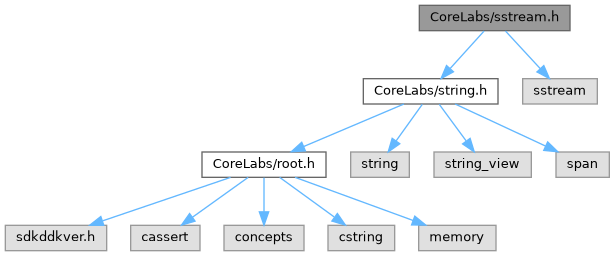 CoreLabs/sstream.h
CoreLabs/string.h
sstream
CoreLabs/root.h
string
string_view
span
sdkddkver.h
cassert
concepts
cstring
memory